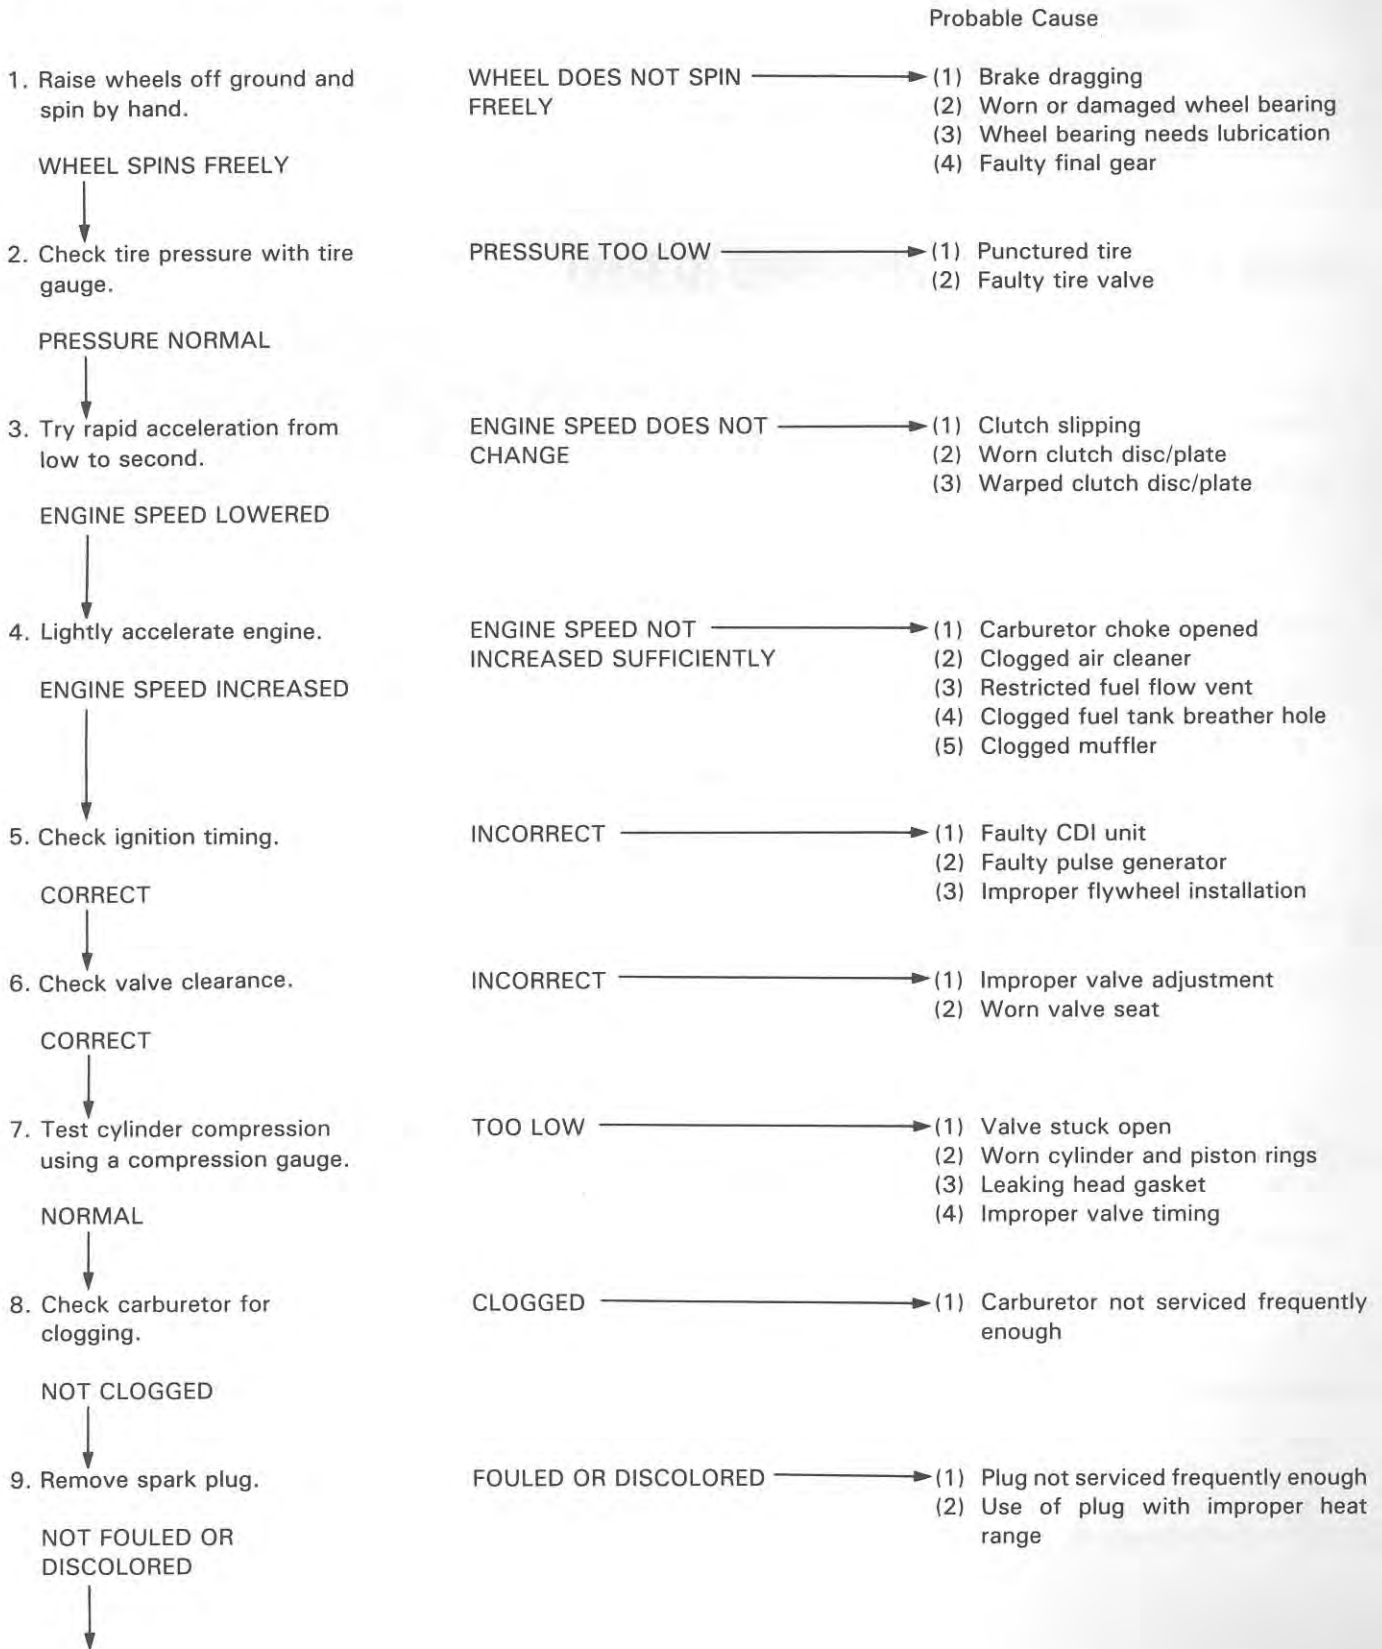 Probable Cause
1. Raise wheels off ground and
spin by hand.
WHEEL DOES NOT SPIN
FREELY
(1) Brake dragging
(2) Worn or damaged wheel bearing
(3) Wheel bearing needs lubrication
(4) Faulty final gear
WHEEL SPINS FREELY
2. Check tire pressure with tire
gauge.
PRESSURE TOO LOW
(1) Punctured tire
(2) Faulty tire valve
PRESSURE NORMAL
3. Try rapid acceleration from
low to second.
ENGINE SPEED DOES NOT
CHANGE
(1) Clutch slipping
(2) Worn clutch disc/plate
(3) Warped clutch disc/plate
ENGINE SPEED LOWERED
4. Lightly accelerate engine.
ENGINE SPEED NOT
INCREASED SUFFICIENTLY
(1) Carburetor choke opened
(2) Clogged air cleaner
(3) Restricted fuel flow vent
(4) Clogged fuel tank breather hole
(5) Clogged muffler
ENGINE SPEED INCREASED
5. Check ignition timing.
INCORRECT
(1) Faulty CDI unit
(2) Faulty pulse generator
(3) Improper flywheel installation
CORRECT
6. Check valve clearance.
INCORRECT
(1) Improper valve adjustment
(2) Worn valve seat
CORRECT
7. Test cylinder compression
using a compression gauge.
TOO LOW
(1) Valve stuck open
(2) Worn cylinder and piston rings
(3) Leaking head gasket
(4) Improper valve timing
NORMAL
8. Check carburetor for
clogging.
CLOGGED
(1) Carburetor not serviced frequently
enough
NOT CLOGGED
9. Remove spark plug.
FOULED OR DISCOLORED
(1) Plug not serviced frequently enough
(2) Use of plug with improper heat
range
NOT FOULED OR
DISCOLORED